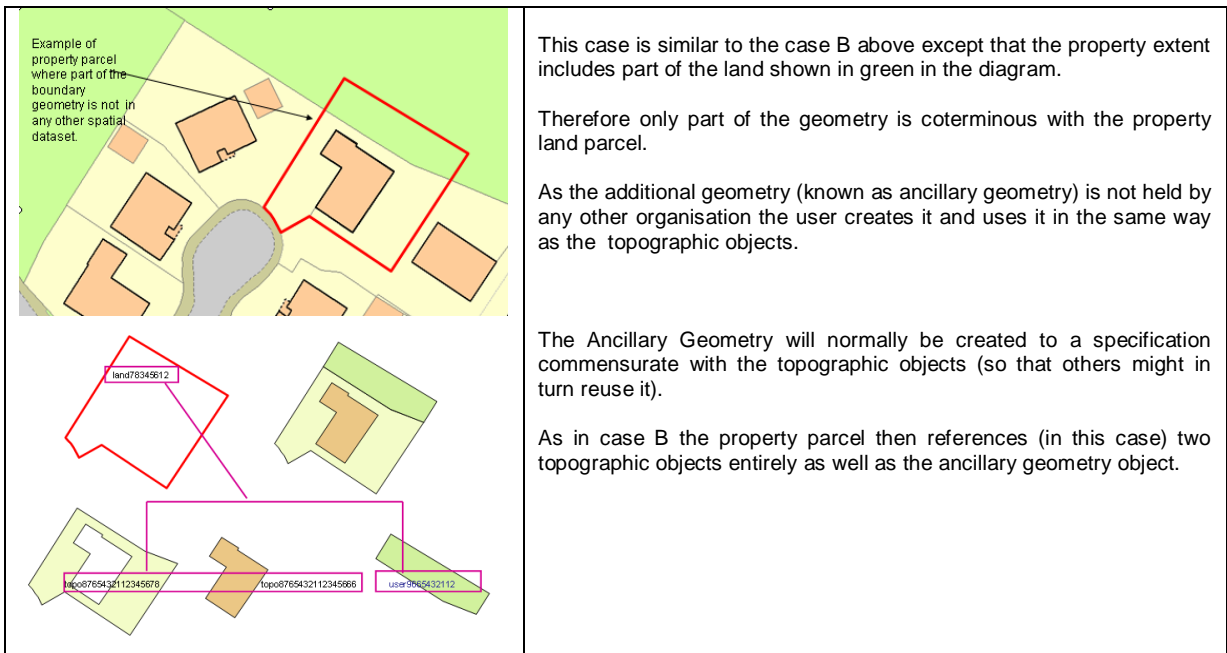 Example of
property parcel
where part of the
boundary
geometry is not in
any other spatial
dataset.
land78345612
topo8765432112345678
topo8765432112345666
user9665432112
This case is similar to the case B above except that the property extent
includes part of the land shown in green in the diagram.
Therefore only part of the geometry is coterminous with the property
land parcel.
As the additional geometry (known as ancillary geometry) is not held by
any other organisation the user creates it and uses it in the same way
as the topographic objects.
The Ancillary Geometry will normally be created to a specification
commensurate with the topographic objects (so that others might in
turn reuse it).
As in case B the property parcel then references (in this case) two
topographic objects entirely as well as the ancillary geometry object.